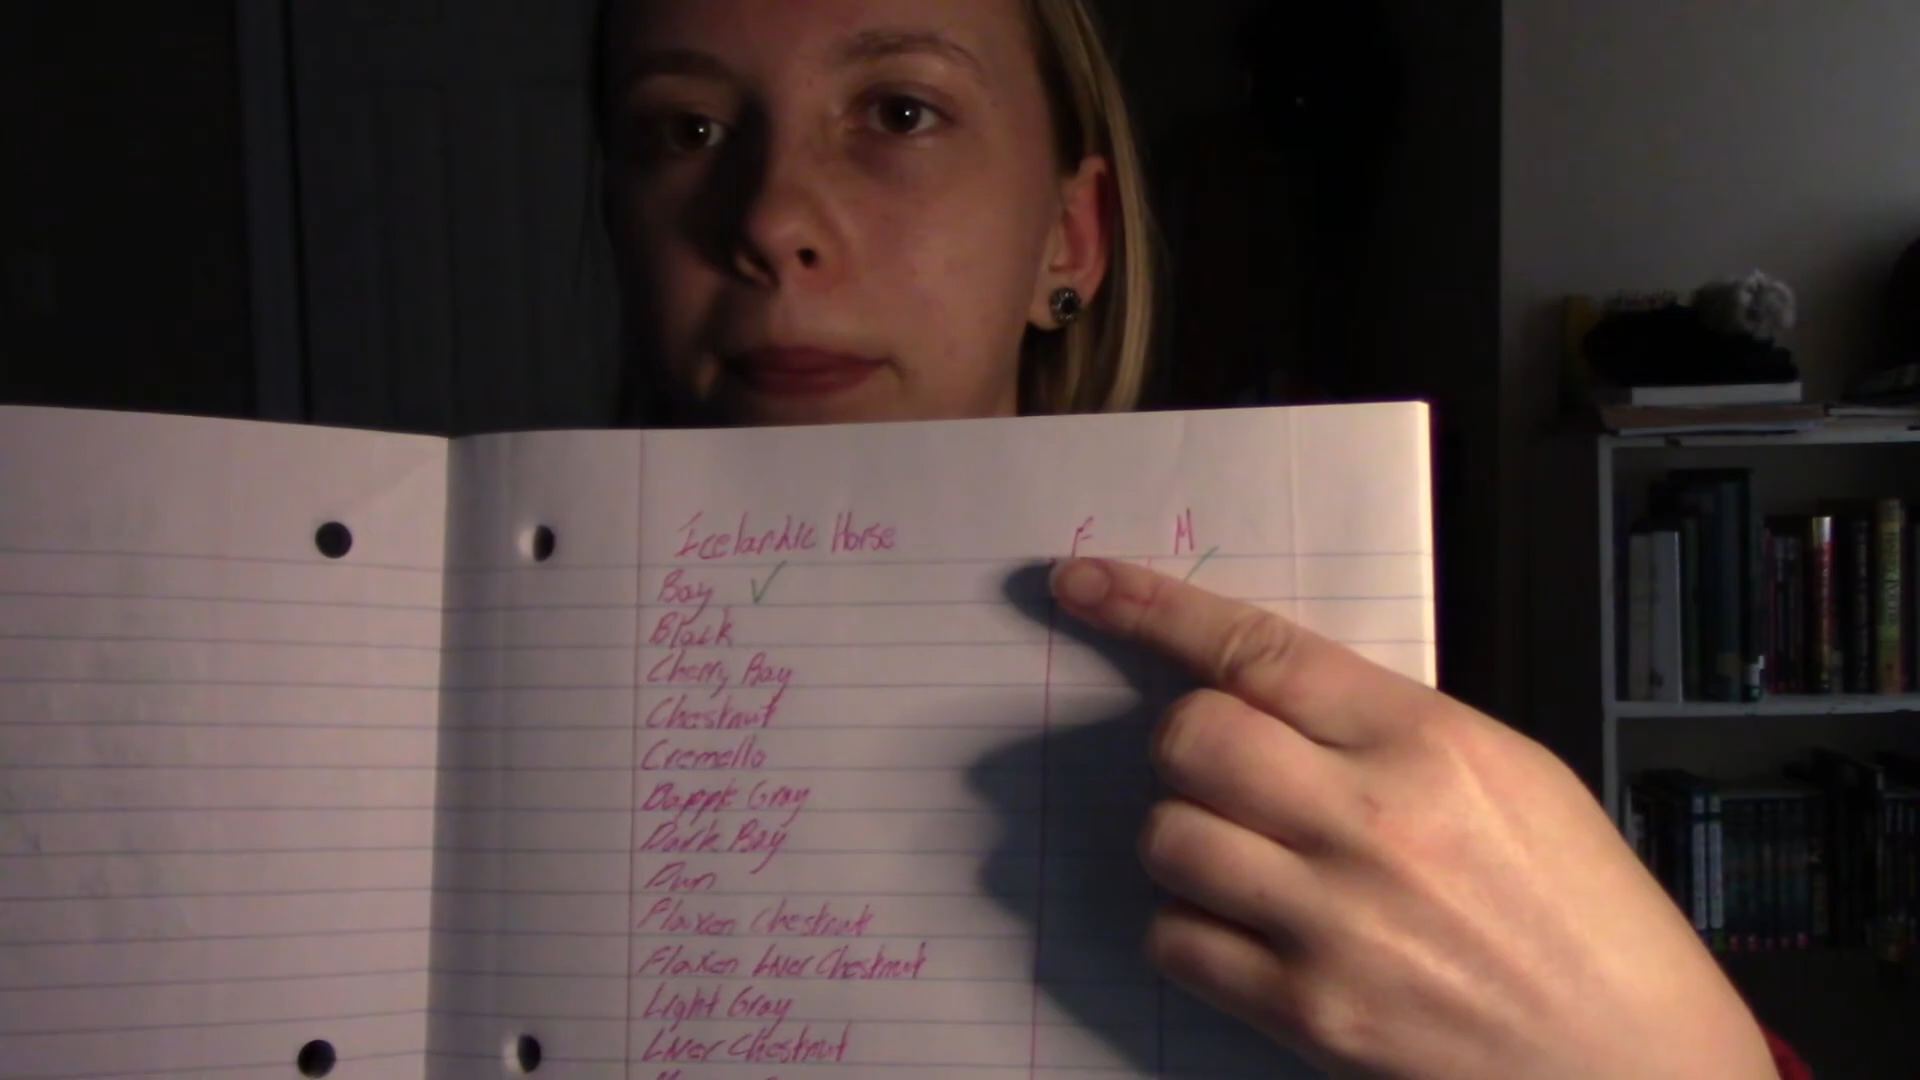 Icelandic Horse F M
Bay ✓
Black
Cherry Bay
Chestnut
Cremello
Dapple Gray
Dark Bay
Dun
Flaxen Chestnut
Flaxen Liver Chestnut
Light Gray
Liver Chestnut